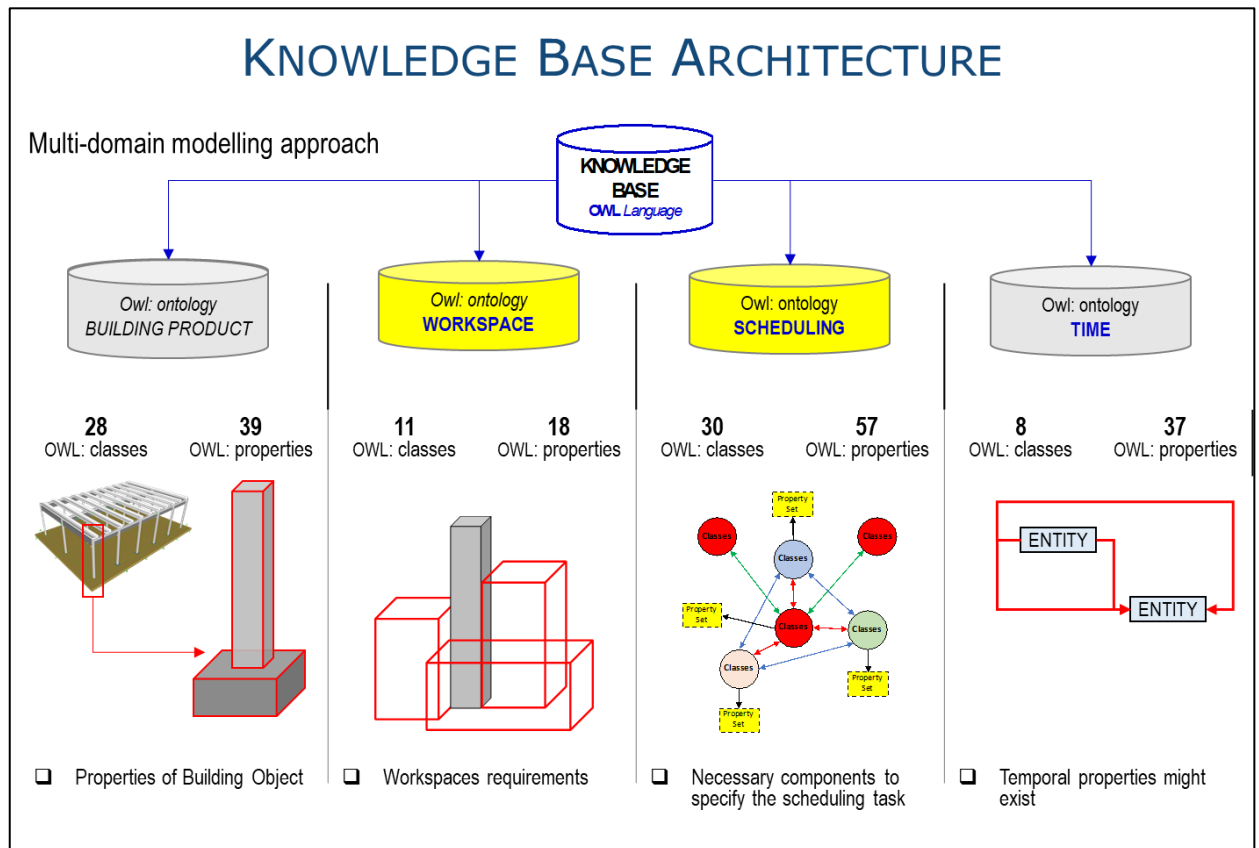 KNOWLEDGE BASE ARCHITECTURE
Multi-domain modelling approach
KNOWLEDGE
BASE
OWL Language
Owl: ontology
BUILDING PRODUCT
Owl: ontology
WORKSPACE
Owl: ontology
SCHEDULING
Owl: ontology
TIME
28
OWL: classes
39
OWL: properties
11
OWL: classes
18
OWL: properties
30
OWL: classes
57
OWL: properties
8
OWL: classes
37
OWL: properties
Property
Set
Classes
Classes
Classes
Property
Set
Classes
Classes
Classes
Property
Set
Property
Set
ENTITY
ENTITY
Properties of Building Object
Workspaces requirements
Necessary components to
specify the scheduling task
Temporal properties might
exist